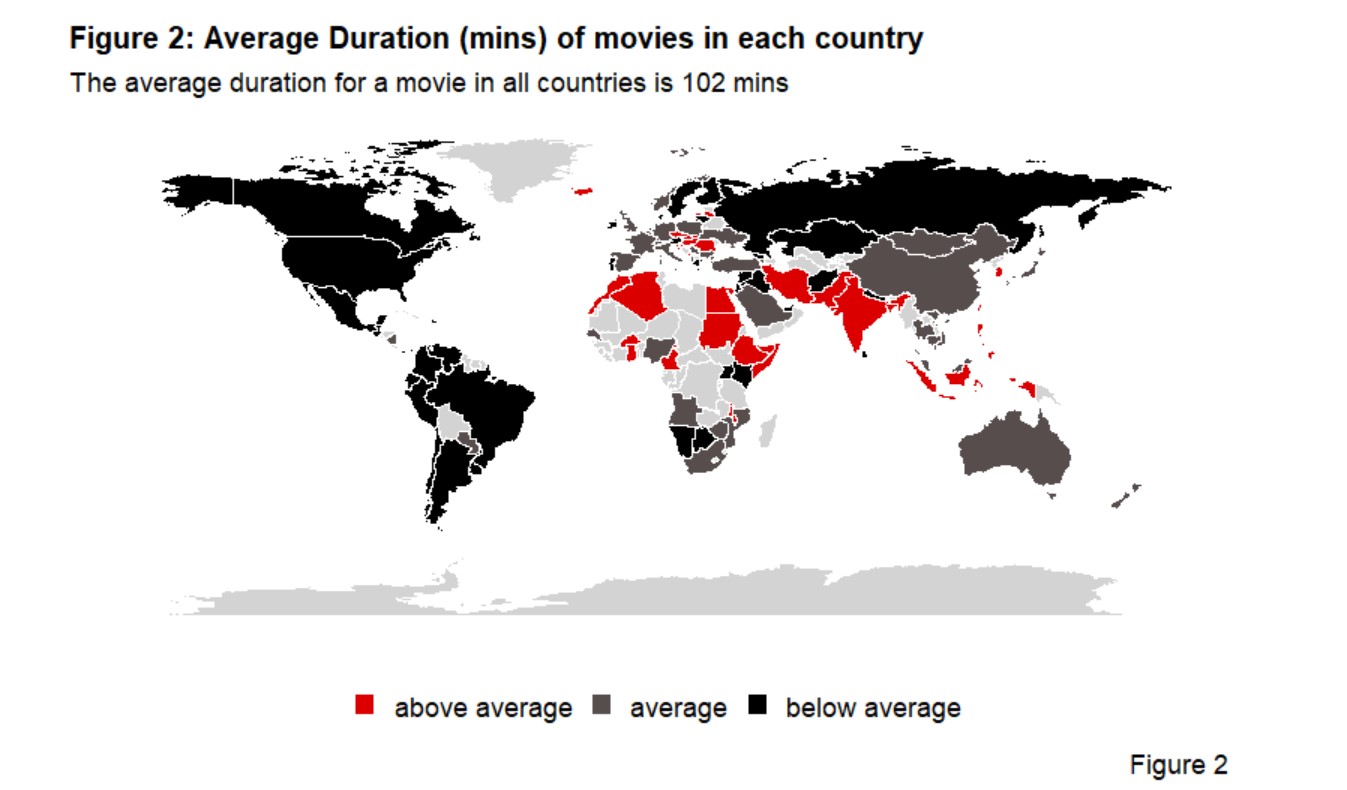 Figure 2: Average Duration (mins) of movies in each country
The average duration for a movie in all countries is 102 mins
above average average below average
Figure 2